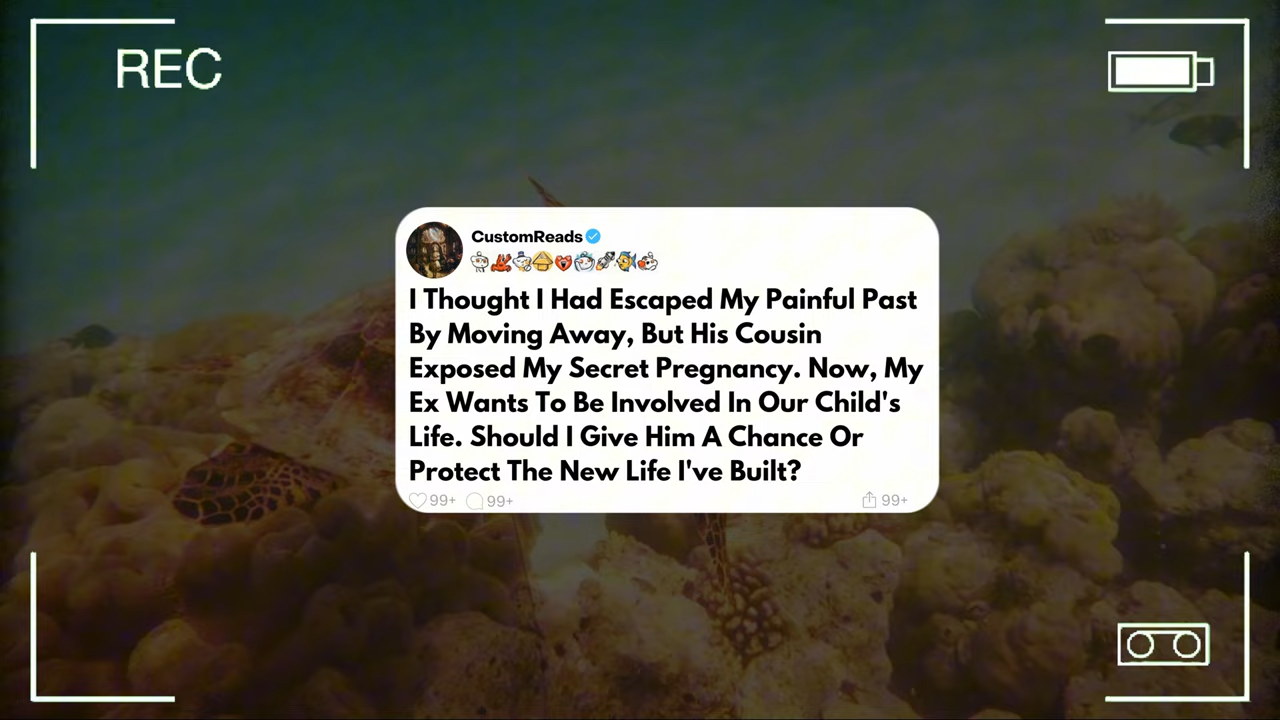 REC
CustomReads
I Thought I Had Escaped My Painful Past
By Moving Away, But His Cousin
Exposed My Secret Pregnancy. Now, My
Ex Wants To Be Involved In Our Child's
Life. Should I Give Him A Chance Or
Protect The New Life I've Built?
99+ 99+ 99+